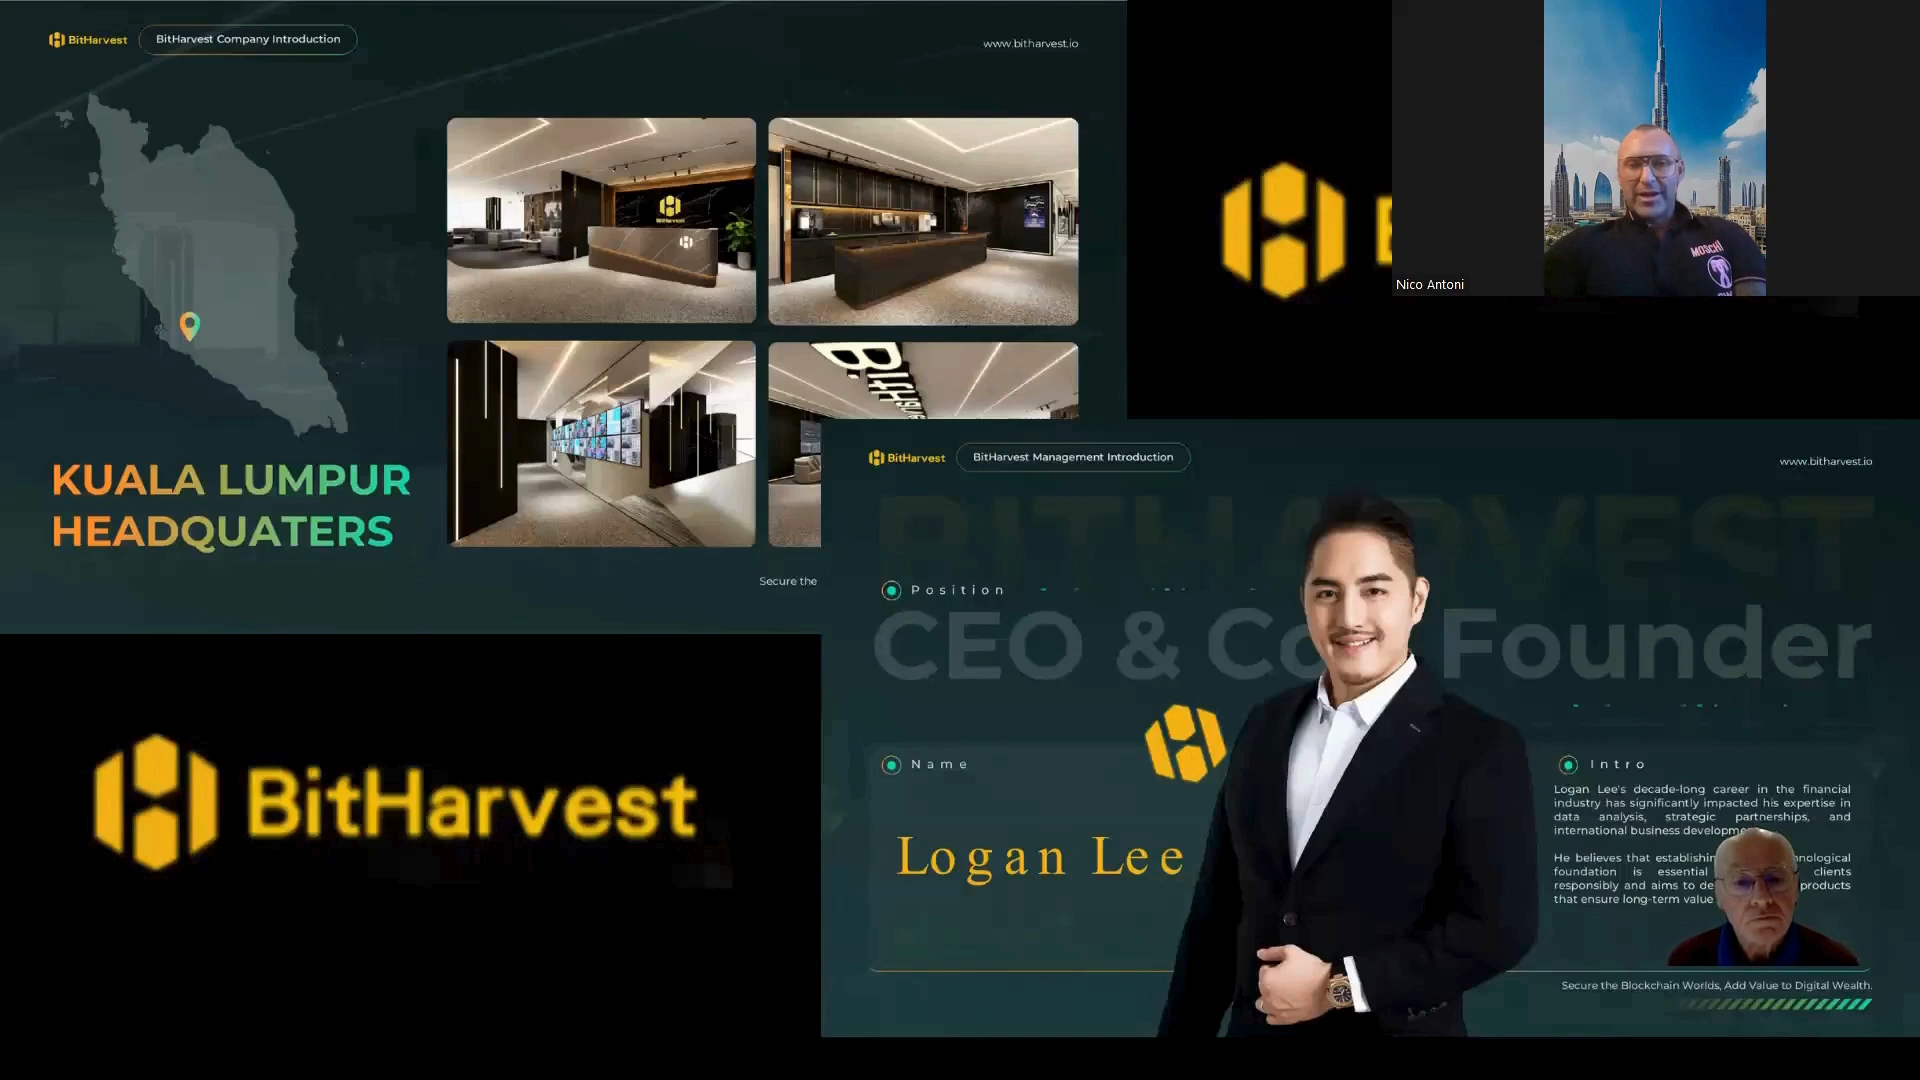 BitHarvest
BitHarvest Company Introduction
www.bitharvest.io
BitHarvest
KUALA LUMPUR
HEADQUATERS
Secure the
Nico Antoni
MOSCHI
BitHarvest
BitHarvest
BitHarvest Management Introduction
www.bitharvest.io
BITHARVEST
Position
CEO & Co Founder
Name
Logan Lee
Intro
Logan Lee's decade-long career in the financial
industry has significantly impacted his expertise in
data analysis, strategic partnerships, and
international business
He believes that
foundation is essential clients
responsibly and aims to products
that ensure long-term value
Secure the Blockchain Worlds, Add Value to Digital Wealth.